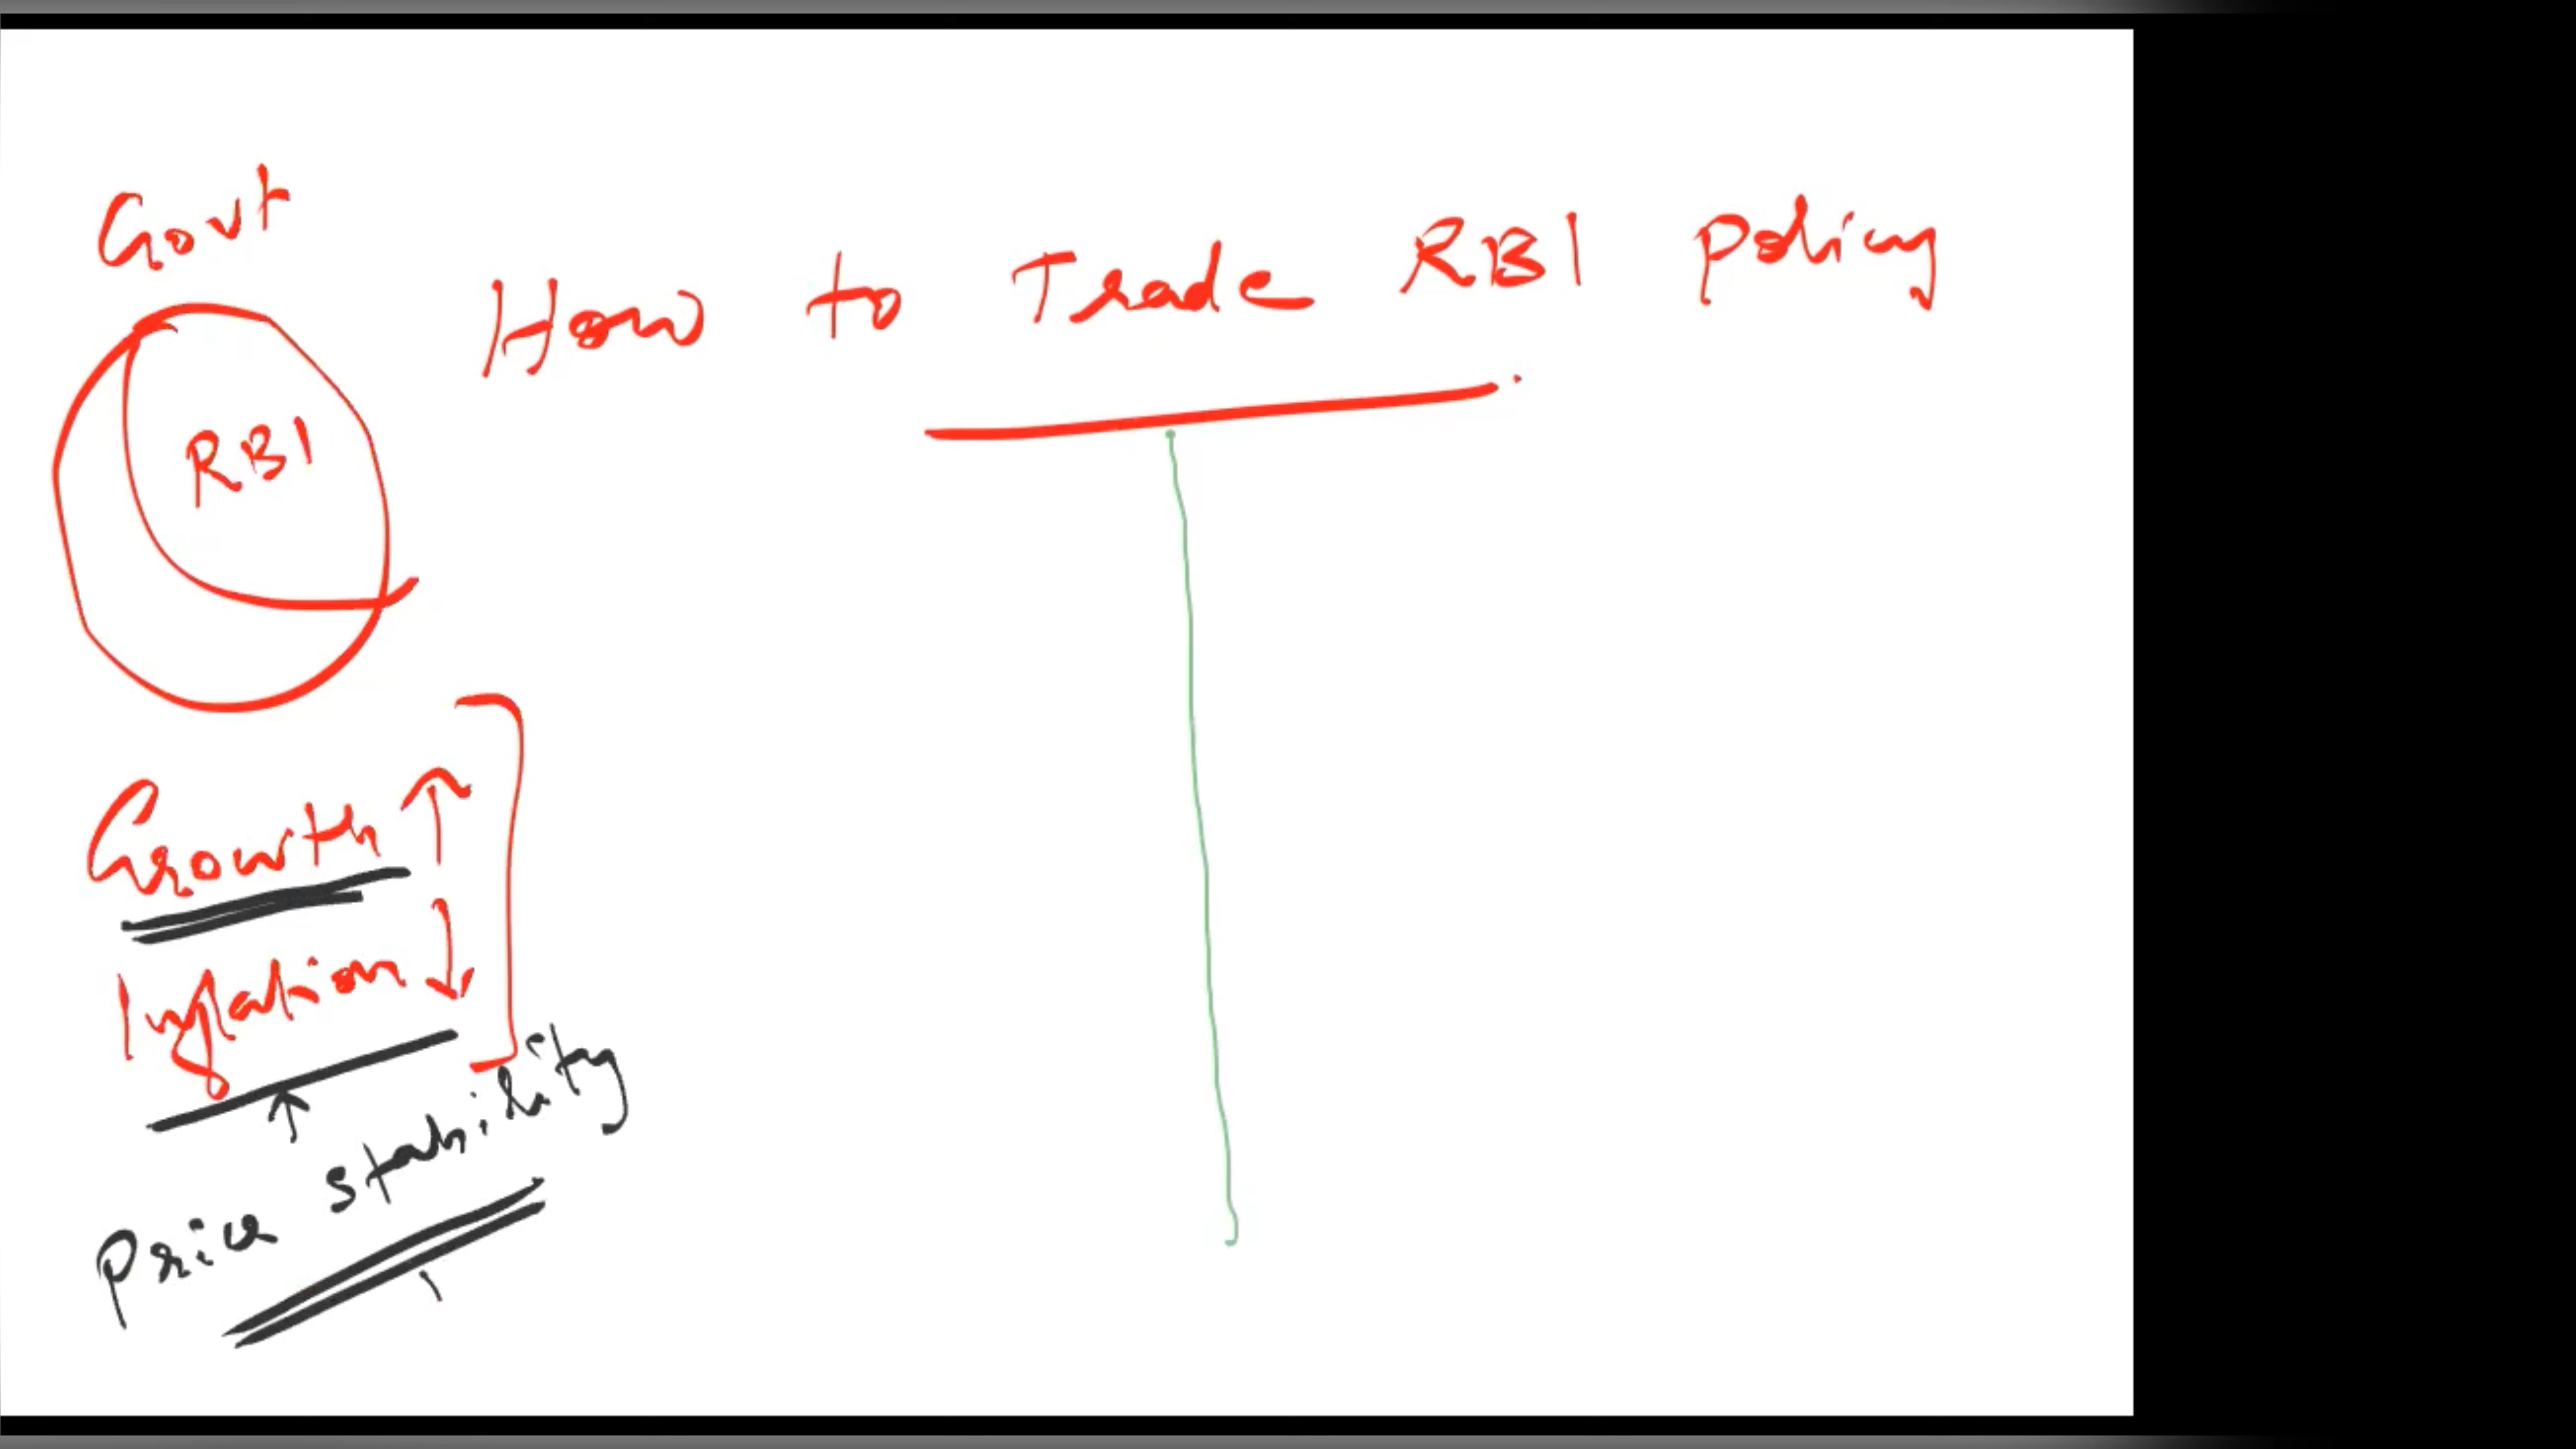 Govt
How to Trade RBI Policy
RBI
Growth ↑
Inflation ↓
Price stability